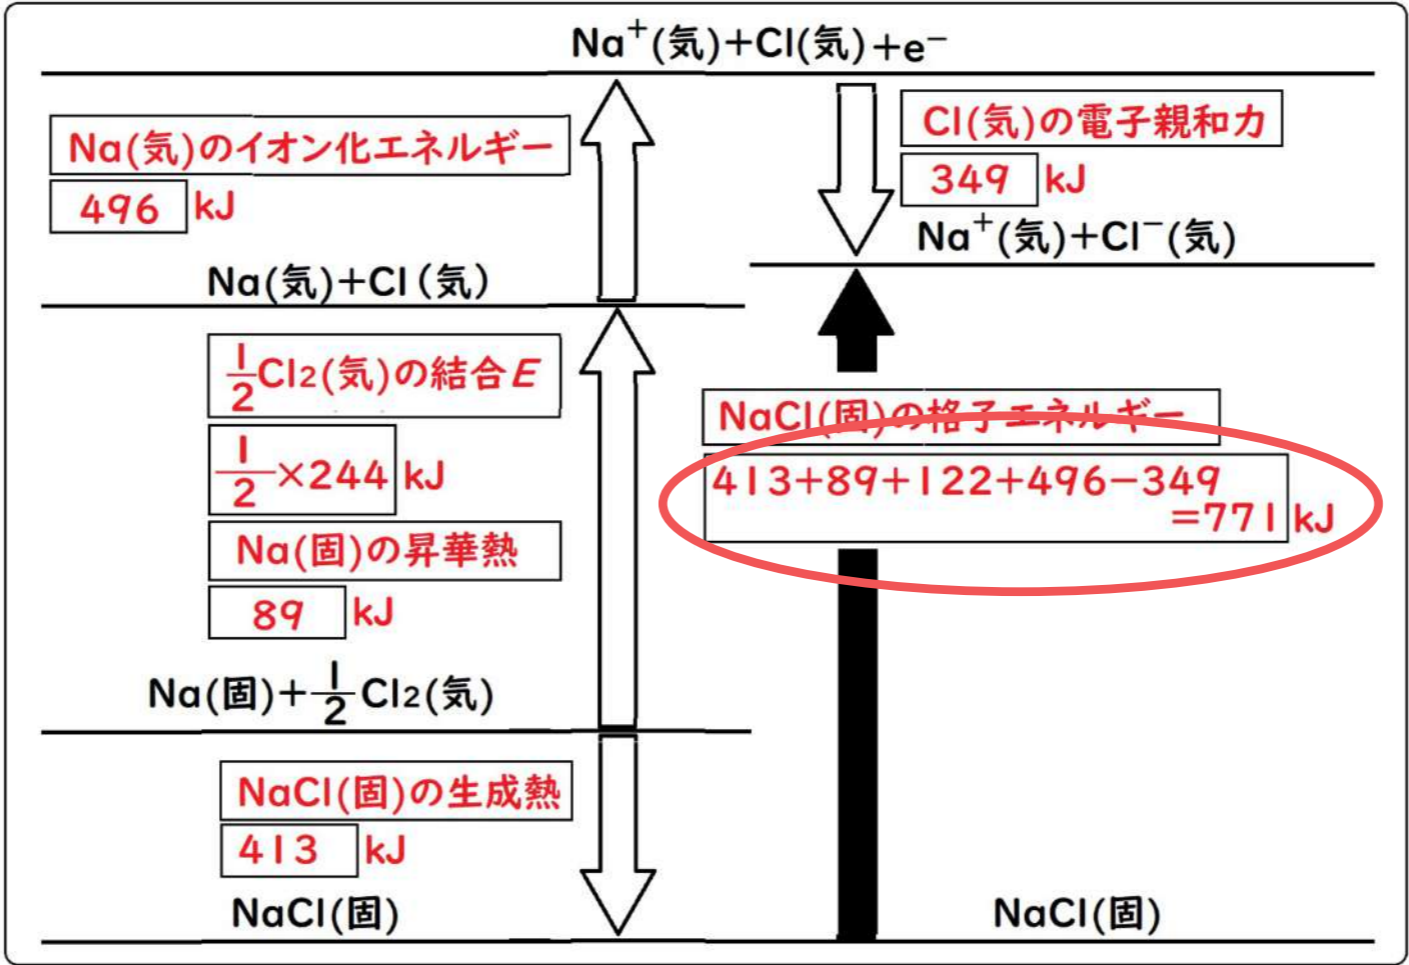 Na⁺(気)+Cl(気)+e⁻
Na(気)のイオン化エネルギー
496 kJ
Cl(気)の電子親和力
349 kJ
Na⁺(気)+Cl⁻(気)
Na(気)+Cl(気)
1/2Cl₂(気)の結合E
1/2×244 kJ
Na(固)の昇華熱
89 kJ
NaCl(固)の格子エネルギー
413+89+122+496−349
=771 kJ
Na(固)+1/2Cl₂(気)
NaCl(固)の生成熱
413 kJ
NaCl(固)
NaCl(固)